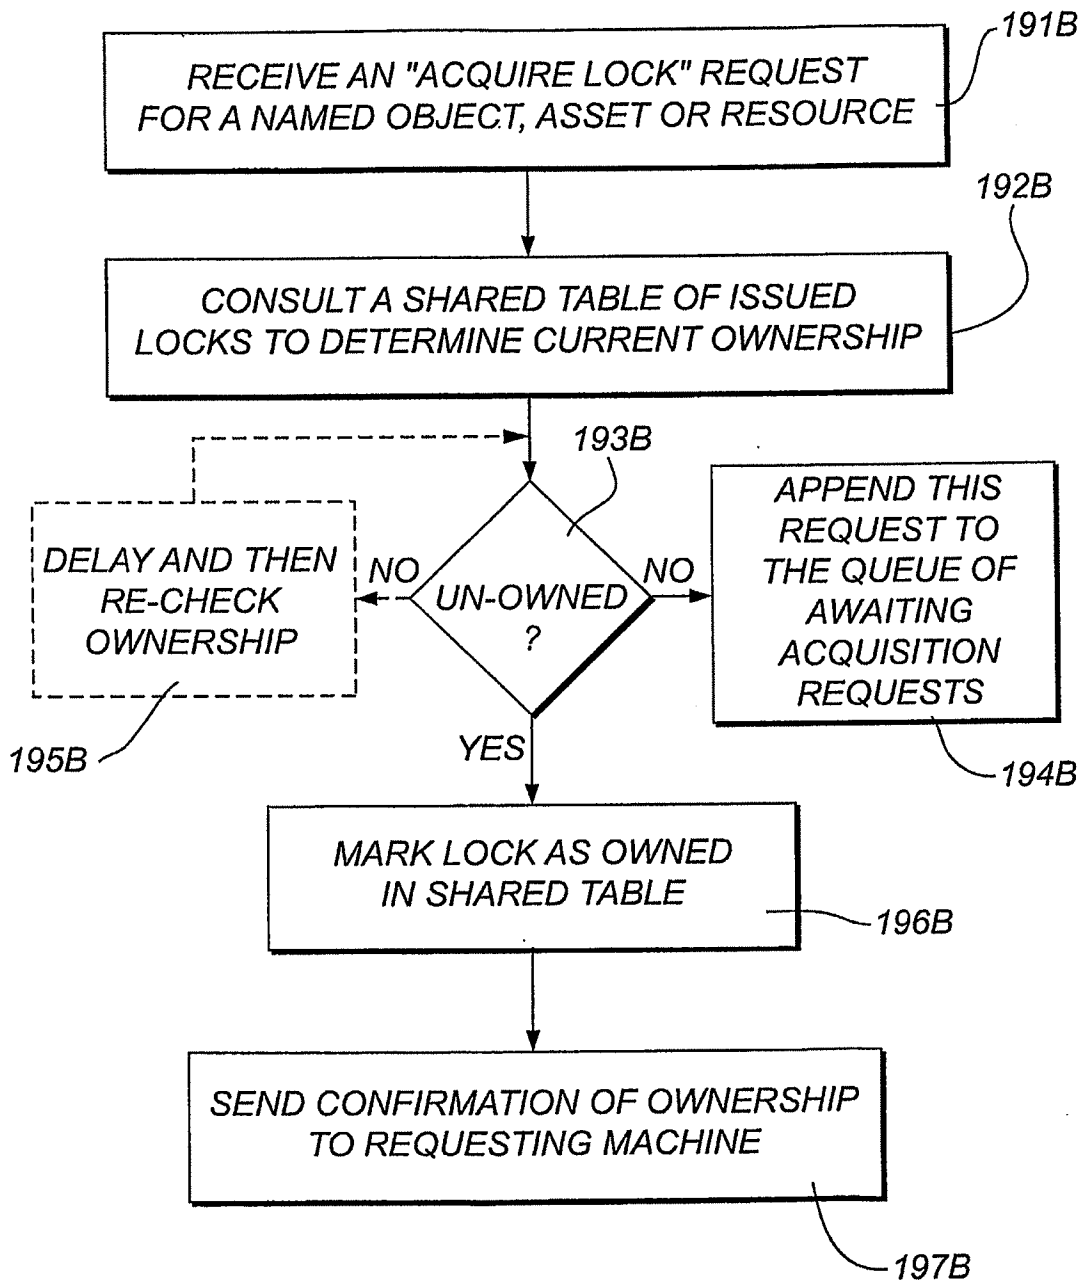 191B
RECEIVE AN "ACQUIRE LOCK" REQUEST
FOR A NAMED OBJECT, ASSET OR RESOURCE
192B
CONSULT A SHARED TABLE OF ISSUED
LOCKS TO DETERMINE CURRENT OWNERSHIP
193B
DELAY AND THEN
RE-CHECK
OWNERSHIP
195B
NO
UN-OWNED
?
NO
APPEND THIS
REQUEST TO
THE QUEUE OF
AWAITING
ACQUISITION
REQUESTS
194B
YES
MARK LOCK AS OWNED
IN SHARED TABLE
196B
SEND CONFIRMATION OF OWNERSHIP
TO REQUESTING MACHINE
197B